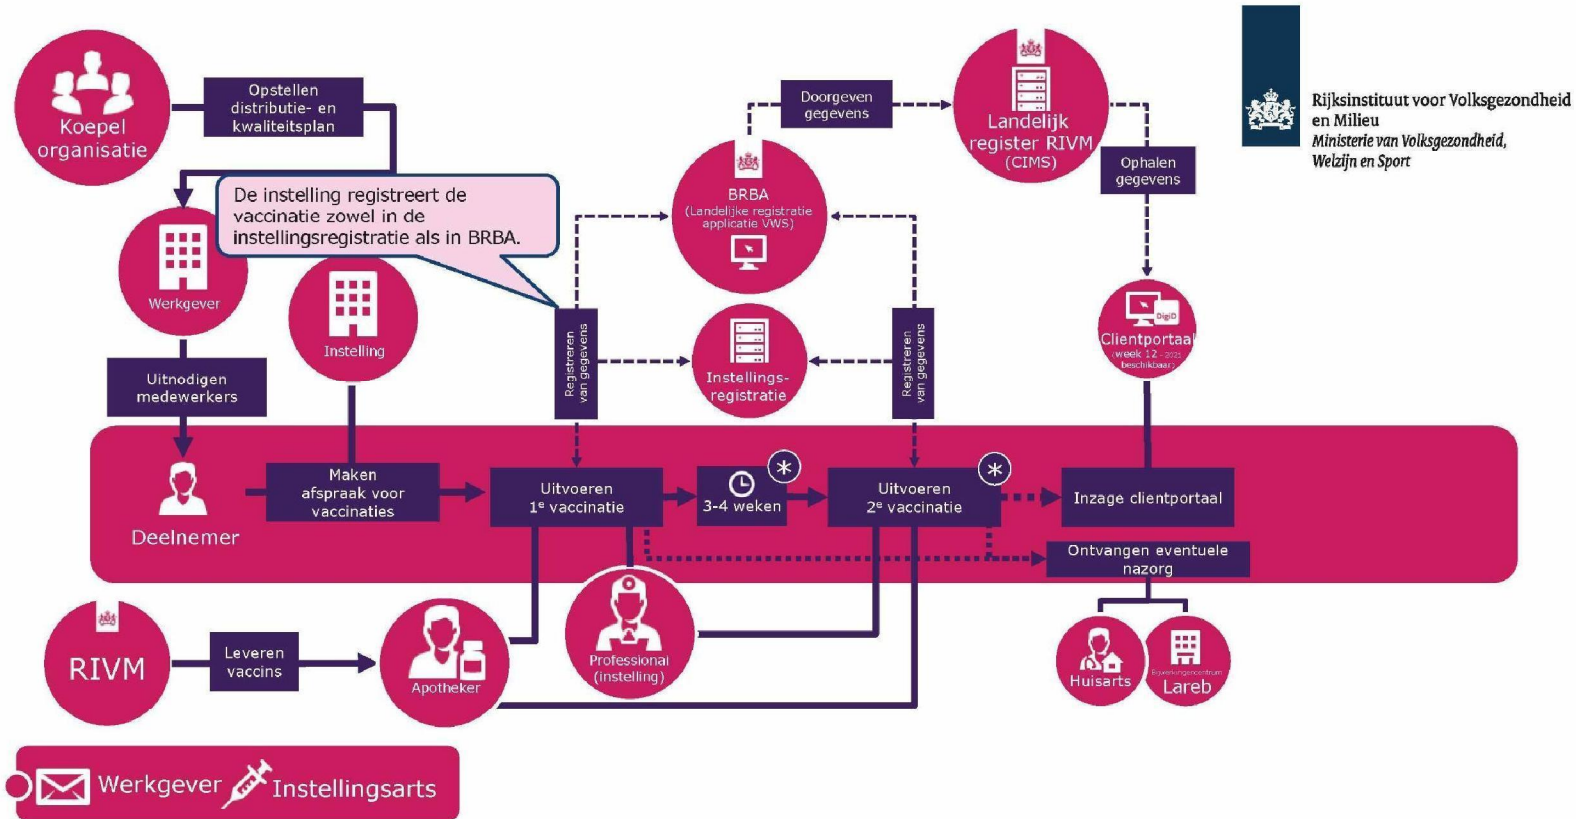 Koepel
organisatie
Opstellen
distributie- en
kwaliteitsplan
Doorgeven
gegevens
Landelijk
register RIVM
(CIMS)
Ophalen
gegevens
Rijksinstituut voor Volksgezondheid
en Milieu
Ministerie van Volksgezondheid,
Welzijn en Sport
De instelling registreert de
vaccinatie zowel in de
instellingsregistratie als in BRBA.
BRBA
(Landelijke registratie
applicatie VWS)
Werkgever
Instelling
Registreren
van gegevens
Instellings-
registratie
Registreren
van gegevens
DigiD
Clientportaal
(week 12 - 2021
beschikbaar)
Uitnodigen
medewerkers
Deelnemer
Maken
afspraak voor
vaccinaties
Uitvoeren
1e vaccinatie
3-4 weken
*
Uitvoeren
2e vaccinatie
*
Inzage clientportaal
Ontvangen eventuele
nazorg
RIVM
Leveren
vaccins
Apotheker
Professional
(instelling)
Huisarts
Bijwerkingencentrum
Lareb
Werkgever
Instellingsarts